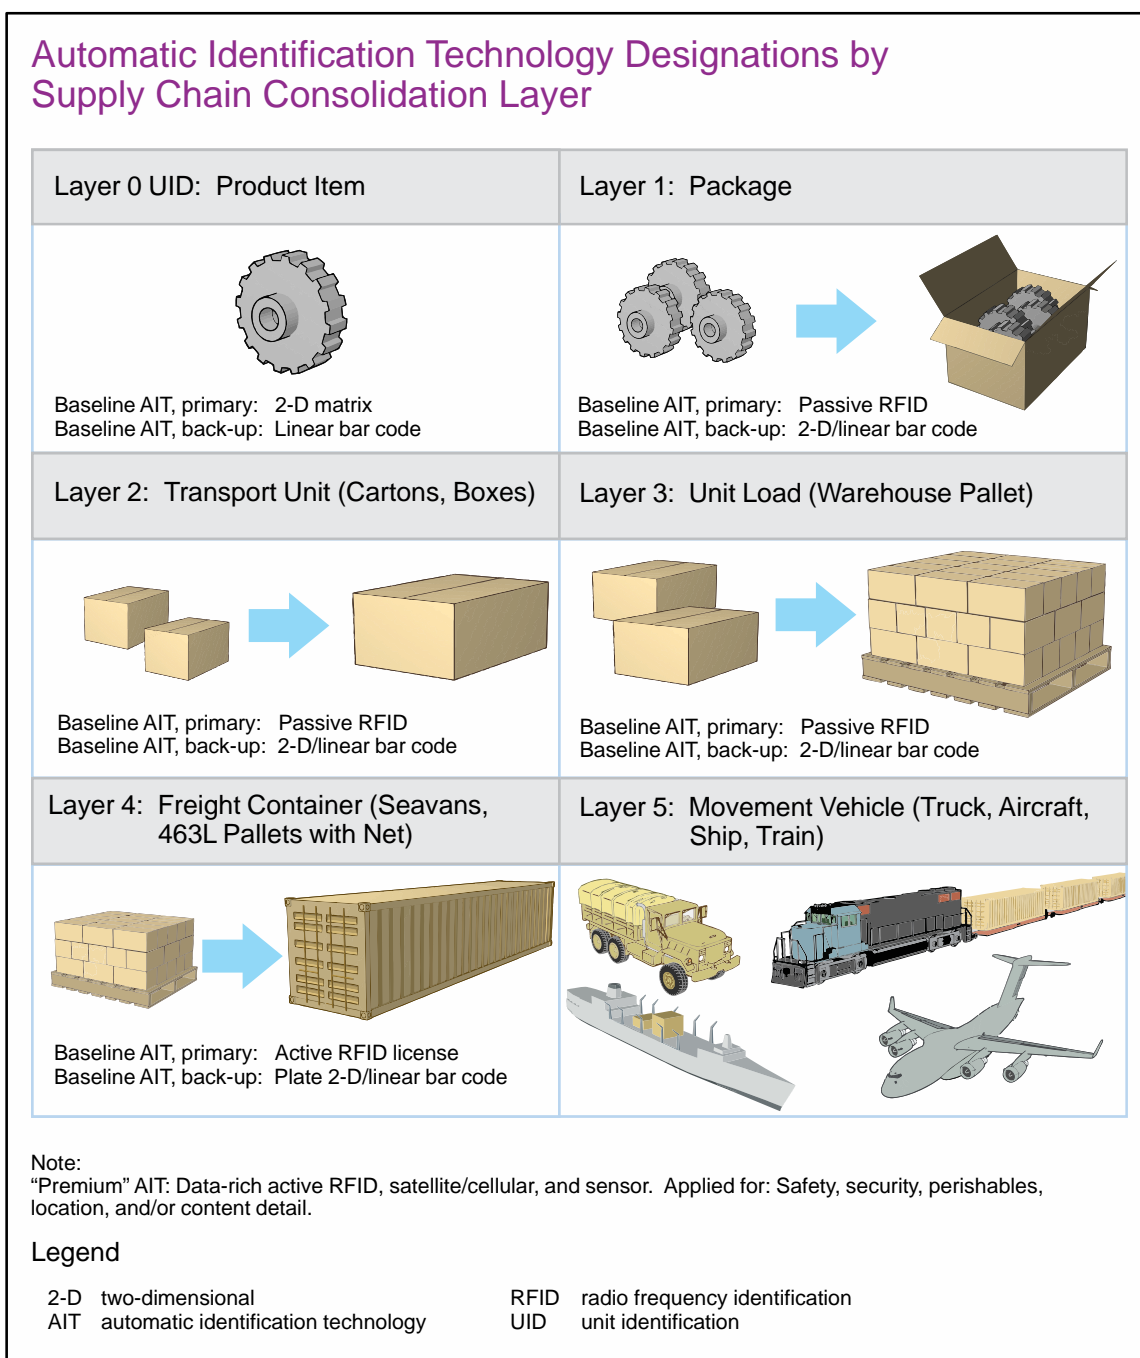 Automatic Identification Technology Designations by
Supply Chain Consolidation Layer
Layer 0 UID: Product Item
Baseline AIT, primary: 2-D matrix
Baseline AIT, back-up: Linear bar code
Layer 1: Package
Baseline AIT, primary: Passive RFID
Baseline AIT, back-up: 2-D/linear bar code
Layer 2: Transport Unit (Cartons, Boxes)
Baseline AIT, primary: Passive RFID
Baseline AIT, back-up: 2-D/linear bar code
Layer 3: Unit Load (Warehouse Pallet)
Baseline AIT, primary: Passive RFID
Baseline AIT, back-up: 2-D/linear bar code
Layer 4: Freight Container (Seavans,
463L Pallets with Net)
Baseline AIT, primary: Active RFID license
Baseline AIT, back-up: Plate 2-D/linear bar code
Layer 5: Movement Vehicle (Truck, Aircraft,
Ship, Train)
Note:
“Premium” AIT: Data-rich active RFID, satellite/cellular, and sensor. Applied for: Safety, security, perishables,
location, and/or content detail.
Legend
2-D two-dimensional
AIT automatic identification technology
RFID radio frequency identification
UID unit identification